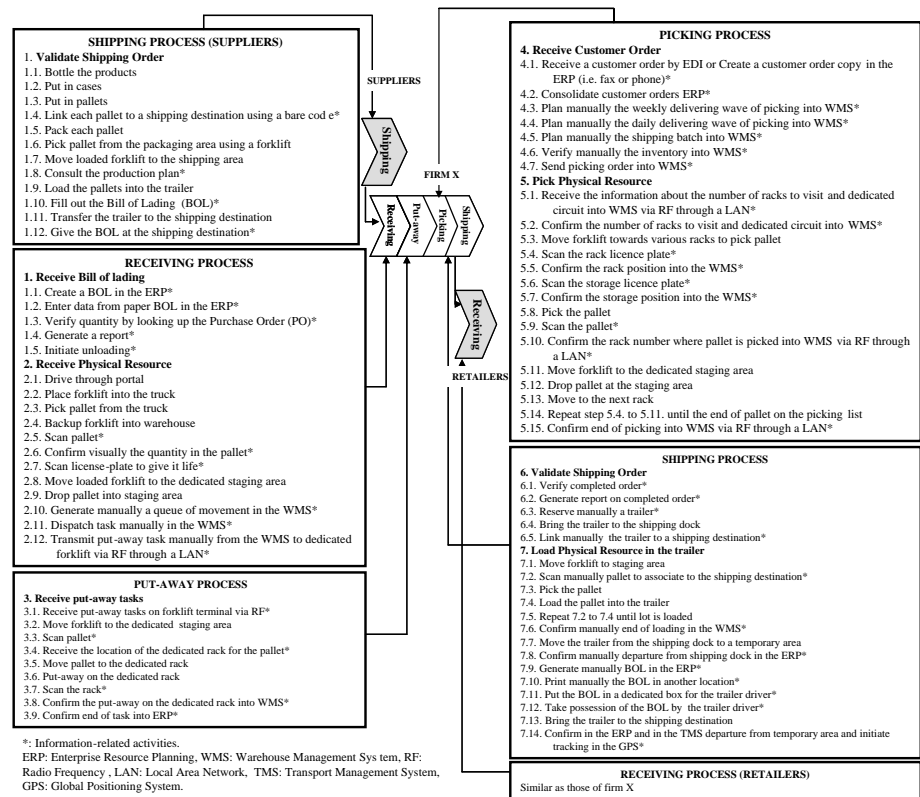 SHIPPING PROCESS (SUPPLIERS)
1. Validate Shipping Order
1.1. Bottle the products
1.2. Put in cases
1.3. Put in pallets
1.4. Link each pallet to a shipping destination using a bare cod e*
1.5. Pack each pallet
1.6. Pick pallet from the packaging area using a forklift
1.7. Move loaded forklift to the shipping area
1.8. Consult the production plan*
1.9. Load the pallets into the trailer
1.10. Fill out the Bill of Lading (BOL)*
1.11. Transfer the trailer to the shipping destination
1.12. Give the BOL at the shipping destination*
RECEIVING PROCESS
1. Receive Bill of lading
1.1. Create a BOL in the ERP*
1.2. Enter data from paper BOL in the ERP*
1.3. Verify quantity by looking up the Purchase Order (PO)*
1.4. Generate a report*
1.5. Initiate unloading*
2. Receive Physical Resource
2.1. Drive through portal
2.2. Place forklift into the truck
2.3. Pick pallet from the truck
2.4. Backup forklift into warehouse
2.5. Scan pallet*
2.6. Confirm visually the quantity in the pallet*
2.7. Scan license-plate to give it life*
2.8. Move loaded forklift to the dedicated staging area
2.9. Drop pallet into staging area
2.10. Generate manually a queue of movement in the WMS*
2.11. Dispatch task manually in the WMS*
2.12. Transmit put-away task manually from the WMS to dedicated
forklift via RF through a LAN*
PUT-AWAY PROCESS
3. Receive put-away tasks
3.1. Receive put-away tasks on forklift terminal via RF*
3.2. Move forklift to the dedicated staging area
3.3. Scan pallet*
3.4. Receive the location of the dedicated rack for the pallet*
3.5. Move pallet to the dedicated rack
3.6. Put-away on the dedicated rack
3.7. Scan the rack*
3.8. Confirm the put-away on the dedicated rack into WMS*
3.9. Confirm end of task into ERP*
*: Information-related activities.
ERP: Enterprise Resource Planning, WMS: Warehouse Management Sys tem, RF:
Radio Frequency , LAN: Local Area Network, TMS: Transport Management System,
GPS: Global Positioning System.
SUPPLIERS
Shipping
FIRM X
Receiving
Put-away
Picking
Shipping
Receiving
RETAILERS
PICKING PROCESS
4. Receive Customer Order
4.1. Receive a customer order by EDI or Create a customer order copy in the
ERP (i.e. fax or phone)*
4.2. Consolidate customer orders ERP*
4.3. Plan manually the weekly delivering wave of picking into WMS*
4.4. Plan manually the daily delivering wave of picking into WMS*
4.5. Plan manually the shipping batch into WMS*
4.6. Verify manually the inventory into WMS*
4.7. Send picking order into WMS*
5. Pick Physical Resource
5.1. Receive the information about the number of racks to visit and dedicated
circuit into WMS via RF through a LAN*
5.2. Confirm the number of racks to visit and dedicated circuit into WMS*
5.3. Move forklift towards various racks to pick pallet
5.4. Scan the rack licence plate*
5.5. Confirm the rack position into the WMS*
5.6. Scan the storage licence plate*
5.7. Confirm the storage position into the WMS*
5.8. Pick the pallet
5.9. Scan the pallet*
5.10. Confirm the rack number where pallet is picked into WMS via RF through
a LAN*
5.11. Move forklift to the dedicated staging area
5.12. Drop pallet at the staging area
5.13. Move to the next rack
5.14. Repeat step 5.4. to 5.11. until the end of pallet on the picking list
5.15. Confirm end of picking into WMS via RF through a LAN*
SHIPPING PROCESS
6. Validate Shipping Order
6.1. Verify completed order*
6.2. Generate report on completed order*
6.3. Reserve manually a trailer*
6.4. Bring the trailer to the shipping dock
6.5. Link manually the trailer to a shipping destination*
7. Load Physical Resource in the trailer
7.1. Move forklift to staging area
7.2. Scan manually pallet to associate to the shipping destination*
7.3. Pick the pallet
7.4. Load the pallet into the trailer
7.5. Repeat 7.2 to 7.4 until lot is loaded
7.6. Confirm manually end of loading in the WMS*
7.7. Move the trailer from the shipping dock to a temporary area
7.8. Confirm manually departure from shipping dock in the ERP*
7.9. Generate manually BOL in the ERP*
7.10. Print manually the BOL in another location*
7.11. Put the BOL in a dedicated box for the trailer driver*
7.12. Take possession of the BOL by the trailer driver*
7.13. Bring the trailer to the shipping destination
7.14. Confirm in the ERP and in the TMS departure from temporary area and initiate
tracking in the GPS*
RECEIVING PROCESS (RETAILERS)
Similar as those of firm X